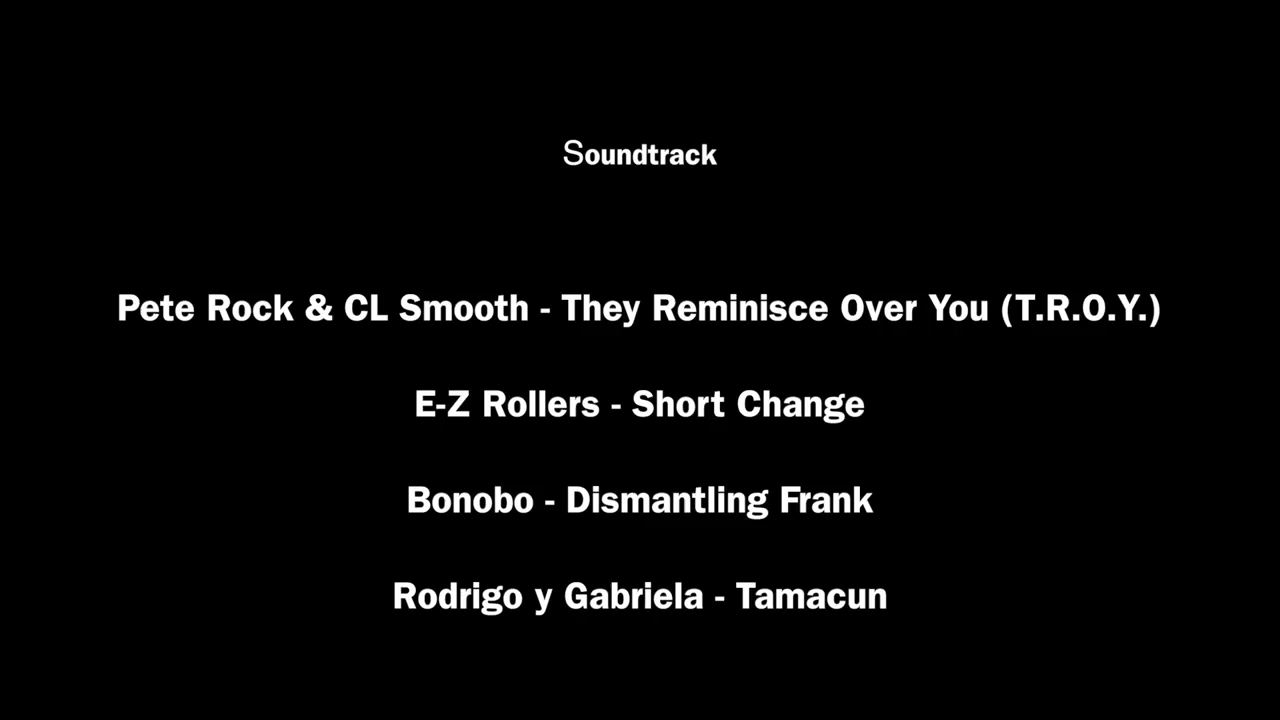 Soundtrack
Pete Rock & CL Smooth - They Reminisce Over You (T.R.O.Y.)
E-Z Rollers - Short Change
Bonobo - Dismantling Frank
Rodrigo y Gabriela - Tamacun